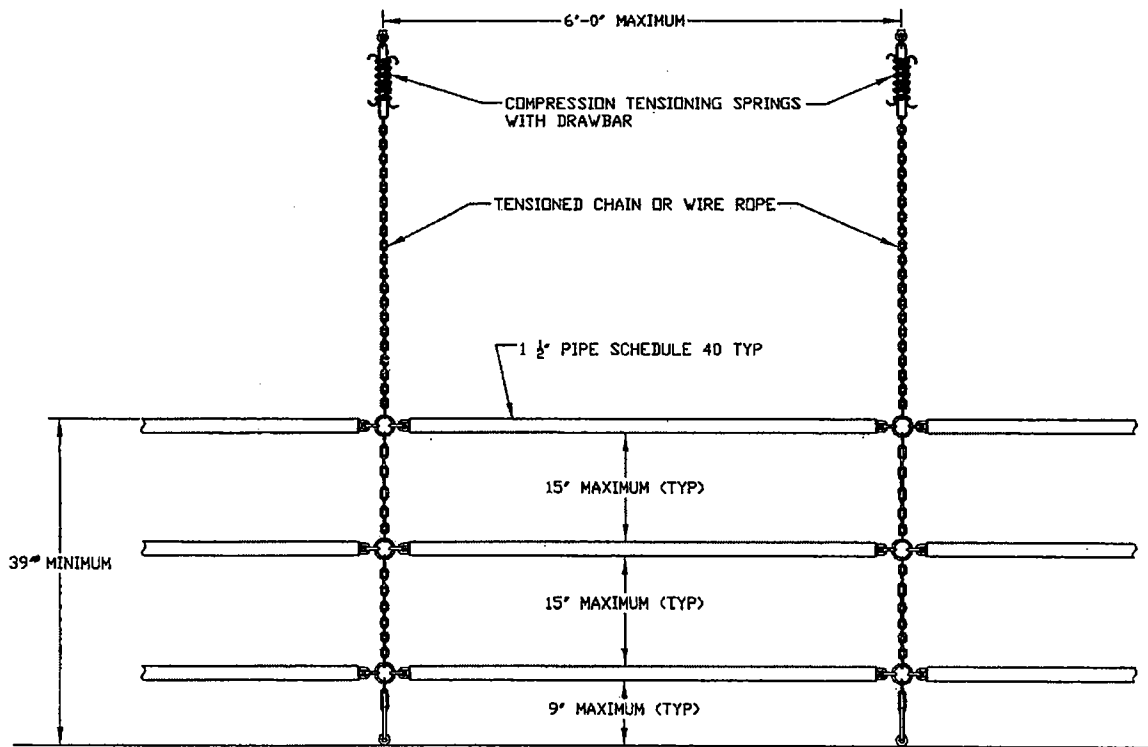 6'-0" MAXIMUM
COMPRESSION TENSIONING SPRINGS
WITH DRAWBAR
TENSIONED CHAIN OR WIRE ROPE
1 ½" PIPE SCHEDULE 40 TYP
15" MAXIMUM (TYP)
39" MINIMUM
15" MAXIMUM (TYP)
9" MAXIMUM (TYP)